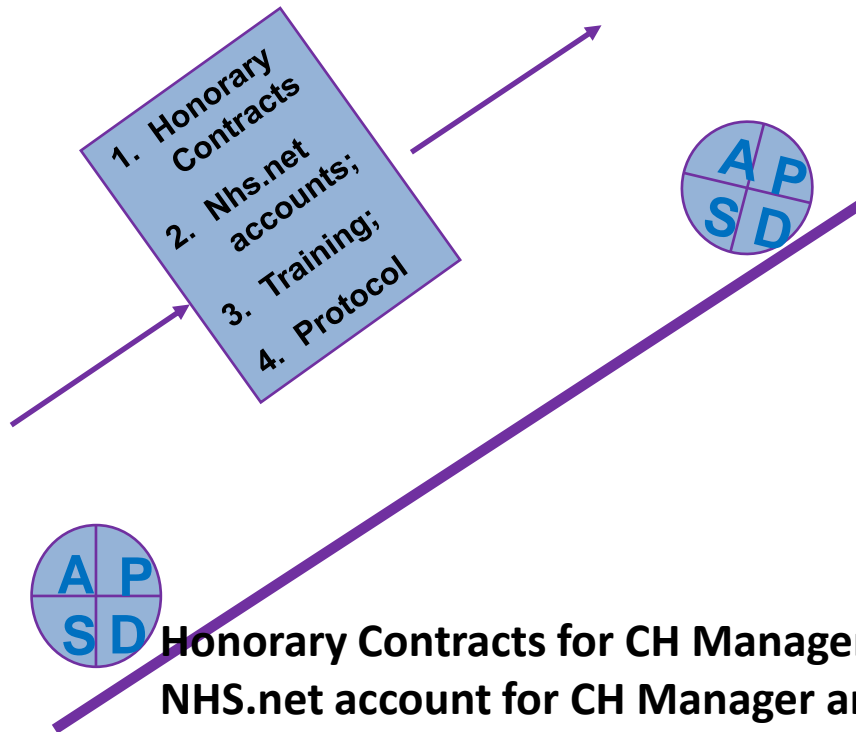 1. Honorary
Contracts
2. Nhs.net
accounts;
3. Training;
4. Protocol
A P
S D
A P
S D
Honorary Contracts for CH Manager
NHS.net account for CH Manager a